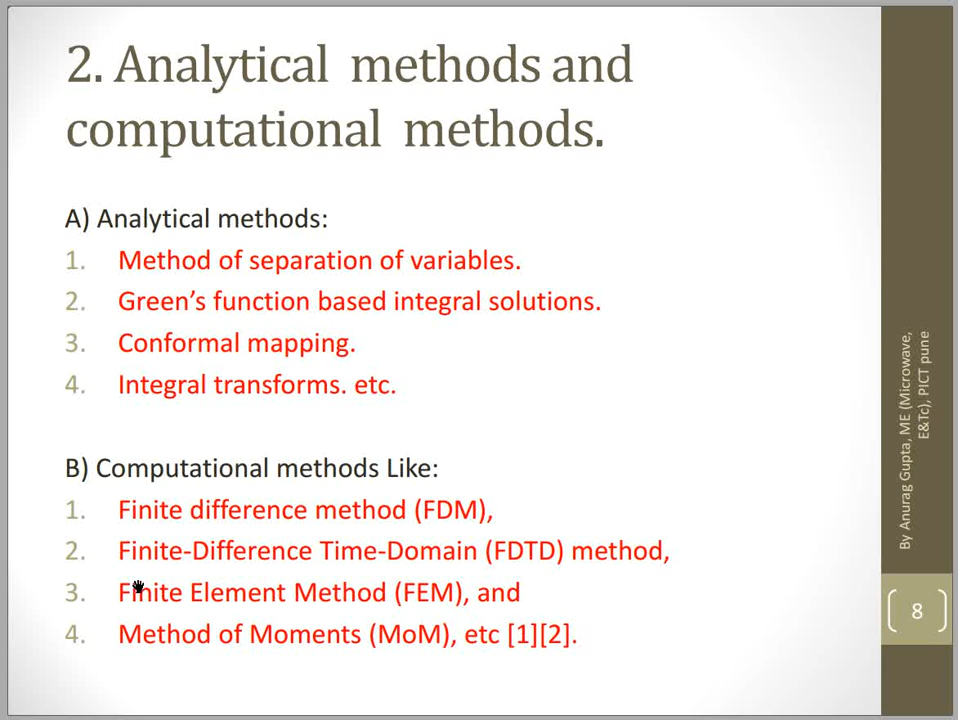 2. Analytical methods and
computational methods.
A) Analytical methods:
1. Method of separation of variables.
2. Green’s function based integral solutions.
3. Conformal mapping.
4. Integral transforms. etc.
B) Computational methods Like:
1. Finite difference method (FDM),
2. Finite-Difference Time-Domain (FDTD) method,
3. Finite Element Method (FEM), and
4. Method of Moments (MoM), etc [1][2].
By Anurag Gupta, ME (Microwave,
E&Tc), PICT pune
8